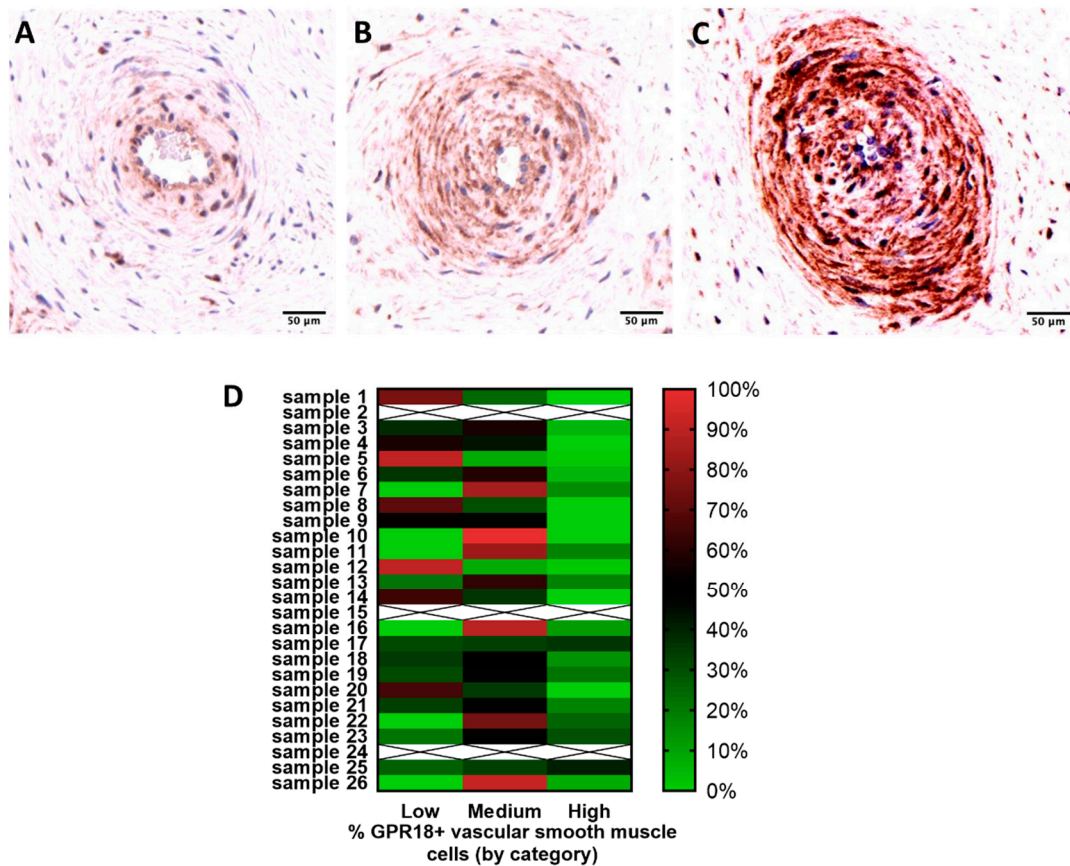 A
B
C
50 µm
50 µm
50 µm
D
sample 1
sample 2
sample 3
sample 4
sample 5
sample 6
sample 7
sample 8
sample 9
sample 10
sample 11
sample 12
sample 13
sample 14
sample 15
sample 16
sample 17
sample 18
sample 19
sample 20
sample 21
sample 22
sample 23
sample 24
sample 25
sample 26
100%
90%
80%
70%
60%
50%
40%
30%
20%
10%
0%
Low Medium High
% GPR18+ vascular smooth muscle
cells (by category)